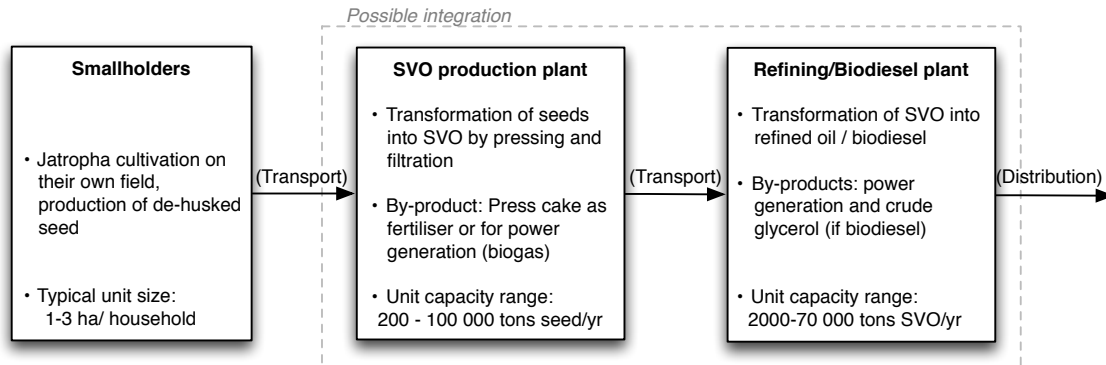 Possible integration
Smallholders
• Jatropha cultivation on
their own field,
production of de-husked
seed
• Typical unit size:
1-3 ha/ household
(Transport)
SVO production plant
• Transformation of seeds
into SVO by pressing and
filtration
• By-product: Press cake as
fertiliser or for power
generation (biogas)
• Unit capacity range:
200 - 100 000 tons seed/yr
(Transport)
Refining/Biodiesel plant
• Transformation of SVO into
refined oil / biodiesel
• By-products: power
generation and crude
glycerol (if biodiesel)
• Unit capacity range:
2000-70 000 tons SVO/yr
(Distribution)